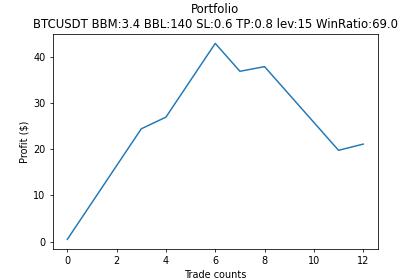 Portfolio
BTCUSDT BBM:3.4 BBL:140 SL:0.6 TP:0.8 lev:15 WinRatio:69.0
Profit ($)
40
30
20
10
0
0 2 4 6 8 10 12
Trade counts